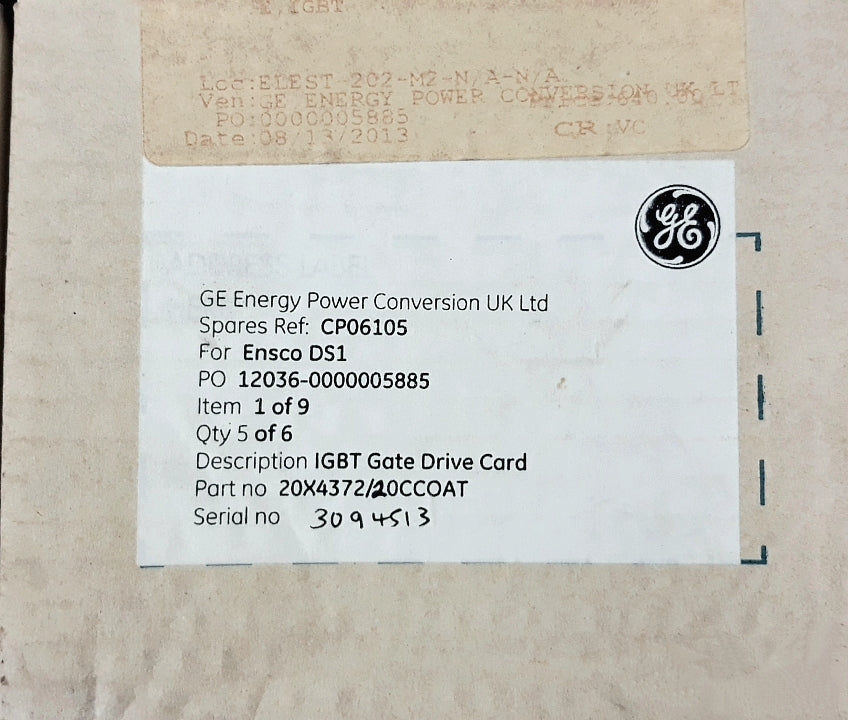 IGBT
Loc:ELEST 202-M2-N/A-N/A
Ven:GE ENERGY POWER CONVERSION UK LT
PO:0000005885
CR:VC
Date:08/13/2013
GE
GE Energy Power Conversion UK Ltd
Spares Ref: CP06105
For Ensco DS1
PO 12036-0000005885
Item 1 of 9
Qty 5 of 6
Description IGBT Gate Drive Card
Part no 20X4372/20CCOAT
Serial no 3094513